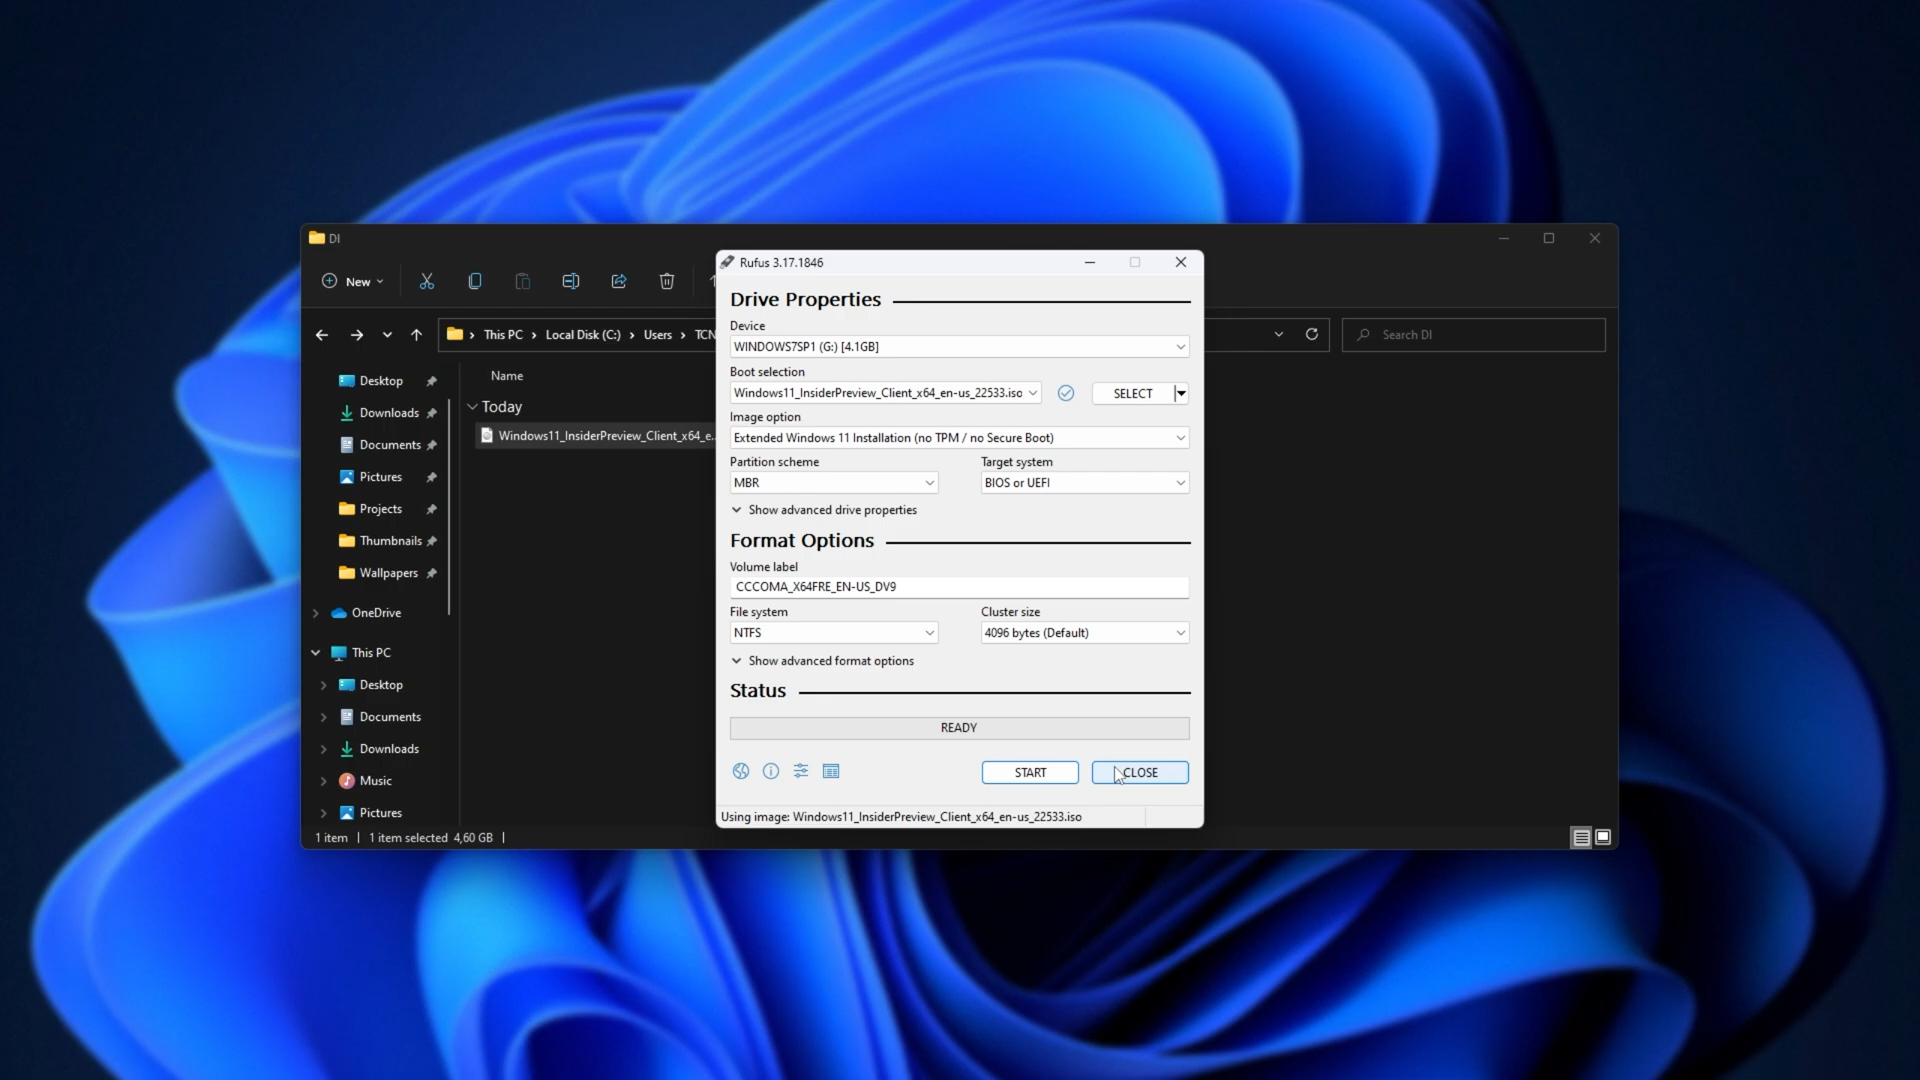 DI
New
This PC
Local Disk (C:)
Users
TCN
Search DI
Desktop
Downloads
Documents
Pictures
Projects
Thumbnails
Wallpapers
OneDrive
This PC
Desktop
Documents
Downloads
Music
Pictures
Name
Today
Windows11_InsiderPreview_Client_x64_e...
1 item
1 item selected 4,60 GB
Rufus 3.17.1846
Drive Properties
Device
WINDOWS7SP1 (G:) [4.1GB]
Boot selection
Windows11_InsiderPreview_Client_x64_en-us_22533.iso
SELECT
Image option
Extended Windows 11 Installation (no TPM / no Secure Boot)
Partition scheme
Target system
MBR
BIOS or UEFI
Show advanced drive properties
Format Options
Volume label
CCCOMA_X64FRE_EN-US_DV9
File system
Cluster size
NTFS
4096 bytes (Default)
Show advanced format options
Status
READY
START
CLOSE
Using image: Windows11_InsiderPreview_Client_x64_en-us_22533.iso